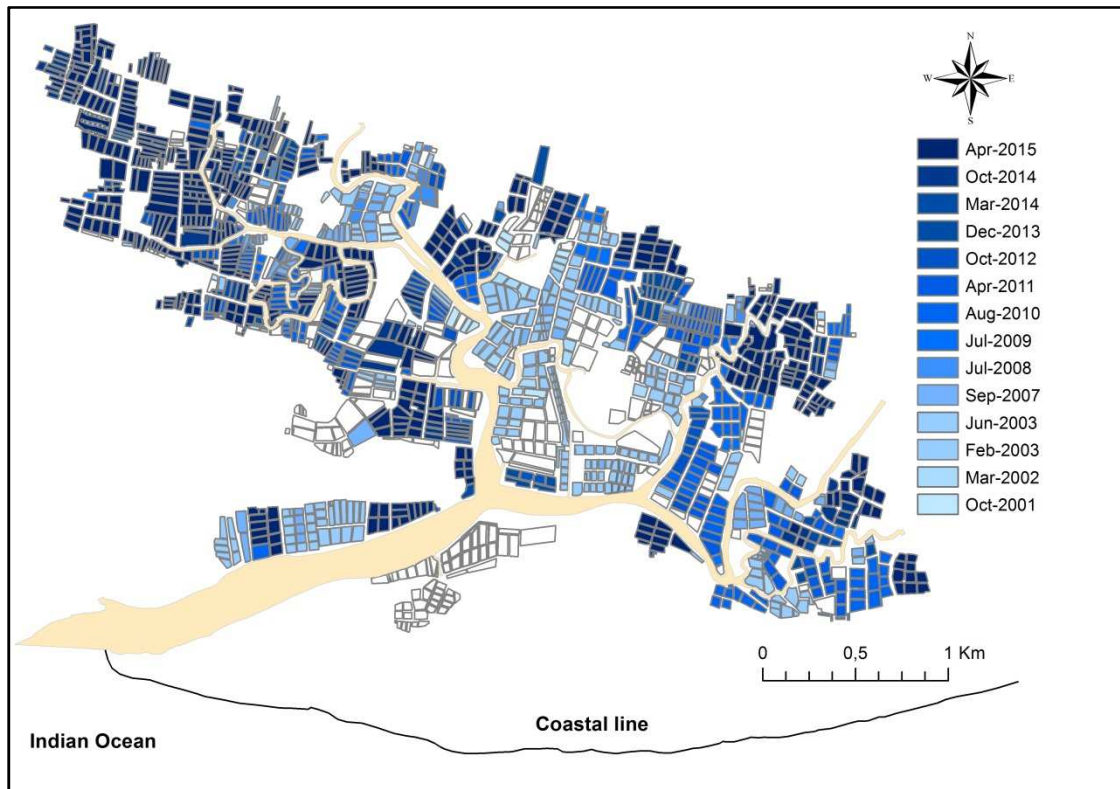 N
W E
S
Apr-2015
Oct-2014
Mar-2014
Dec-2013
Oct-2012
Apr-2011
Aug-2010
Jul-2009
Jul-2008
Sep-2007
Jun-2003
Feb-2003
Mar-2002
Oct-2001
0 0,5 1 Km
Coastal line
Indian Ocean